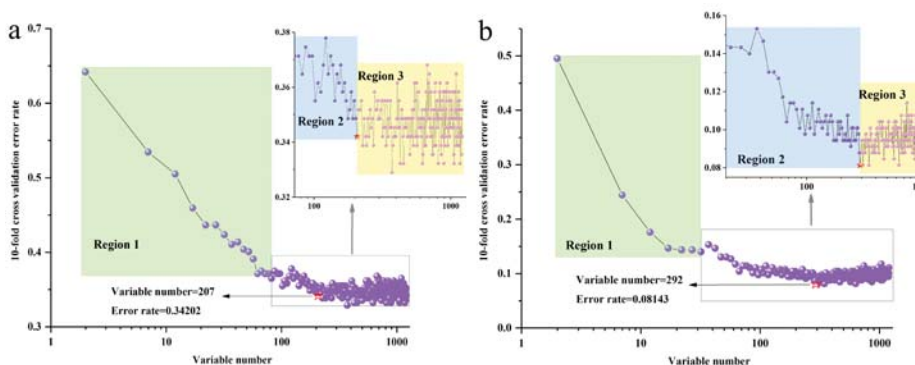 a
0.7
0.6
0.5
0.4
0.3
10-fold cross validation error rate
Region 1
Variable number=207
Error rate=0.34202
1
10
100
1000
Variable number
0.38
0.36
0.34
0.32
Region 3
Region 2
100
1000
b
0.5
0.4
0.3
0.2
0.1
0.0
10-fold cross validation error rate
Region 1
Variable number=292
Error rate=0.08143
1
10
100
1000
Variable number
0.16
0.14
0.12
0.10
0.08
Region 3
Region 2
100